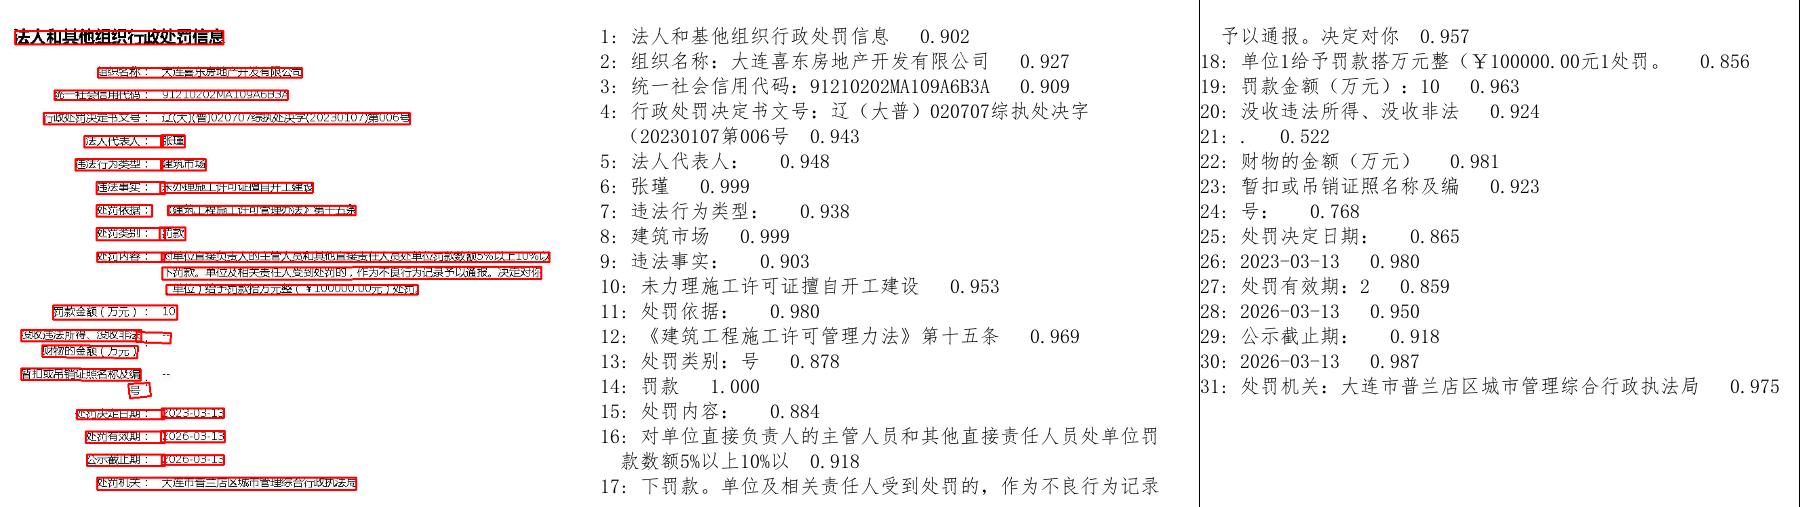 法人和其他组织行政处罚信息
组织名称： 大连喜东房地产开发有限公司
统一社会信用代码： 91210202MA109A6B3A
行政处罚决定书文号： 辽(大)(普)020707综执处决字(20230107)第006号
法人代表人： 张瑾
违法行为类型： 建筑市场
违法事实： 未办理施工许可证擅自开工建设
处罚依据： 《建筑工程施工许可管理办法》第十五条
处罚类别： 罚款
处罚内容： 对单位直接负责人的主管人员和其他直接责任人员处单位罚款数额5%以上10%以
下罚款。单位及相关责任人受到处罚的，作为不良行为记录予以通报。决定对你
（单位）给予罚款拾万元整（￥100000.00元）处罚。
罚款金额（万元）： 10
没收违法所得、没收非法 --
财物的金额（万元）：
暂扣或吊销证照名称及编 --
号：
处罚决定日期： 2023-03-13
处罚有效期： 2026-03-13
公示截止期： 2026-03-13
处罚机关： 大连市普兰店区城市管理综合行政执法局
1: 法人和基他组织行政处罚信息 0.902
2: 组织名称: 大连喜东房地产开发有限公司 0.927
3: 统一社会信用代码: 91210202MA109A6B3A 0.909
4: 行政处罚决定书文号: 辽（大普）020707综执处决字
(20230107第006号 0.943
5: 法人代表人: 0.948
6: 张瑾 0.999
7: 违法行为类型: 0.938
8: 建筑市场 0.999
9: 违法事实: 0.903
10: 未力理施工许可证擅自开工建设 0.953
11: 处罚依据: 0.980
12: 《建筑工程施工许可管理力法》第十五条 0.969
13: 处罚类别: 号 0.878
14: 罚款 1.000
15: 处罚内容: 0.884
16: 对单位直接负责人的主管人员和其他直接责任人员处单位罚
款数额5%以上10%以 0.918
17: 下罚款。单位及相关责任人受到处罚的，作为不良行为记录
予以通报。决定对你 0.957
18: 单位1给予罚款搭万元整（￥100000.00元1处罚。 0.856
19: 罚款金额（万元）: 10 0.963
20: 没收违法所得、没收非法 0.924
21: . 0.522
22: 财物的金额（万元） 0.981
23: 暂扣或吊销证照名称及编 0.923
24: 号: 0.768
25: 处罚决定日期: 0.865
26: 2023-03-13 0.980
27: 处罚有效期: 2 0.859
28: 2026-03-13 0.950
29: 公示截止期: 0.918
30: 2026-03-13 0.987
31: 处罚机关: 大连市普兰店区城市管理综合行政执法局 0.975